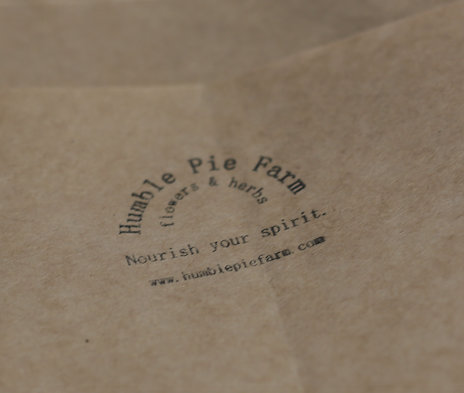 Humble Pie Farm
flowers & herbs
Nourish your spirit.
www.humblepiefarm.com